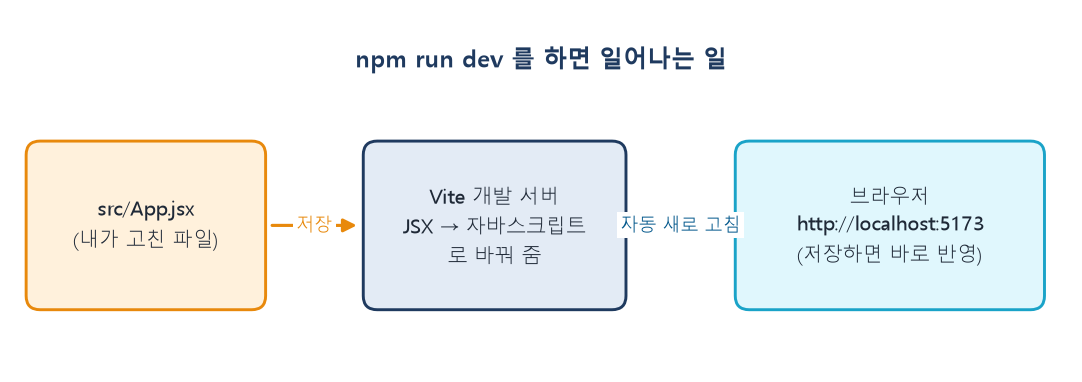 npm run dev 를 하면 일어나는 일
src/App.jsx
(내가 고친 파일)
저장
Vite 개발 서버
JSX → 자바스크립트
로 바꿔 줌
자동 새로 고침
브라우저
http://localhost:5173
(저장하면 바로 반영)